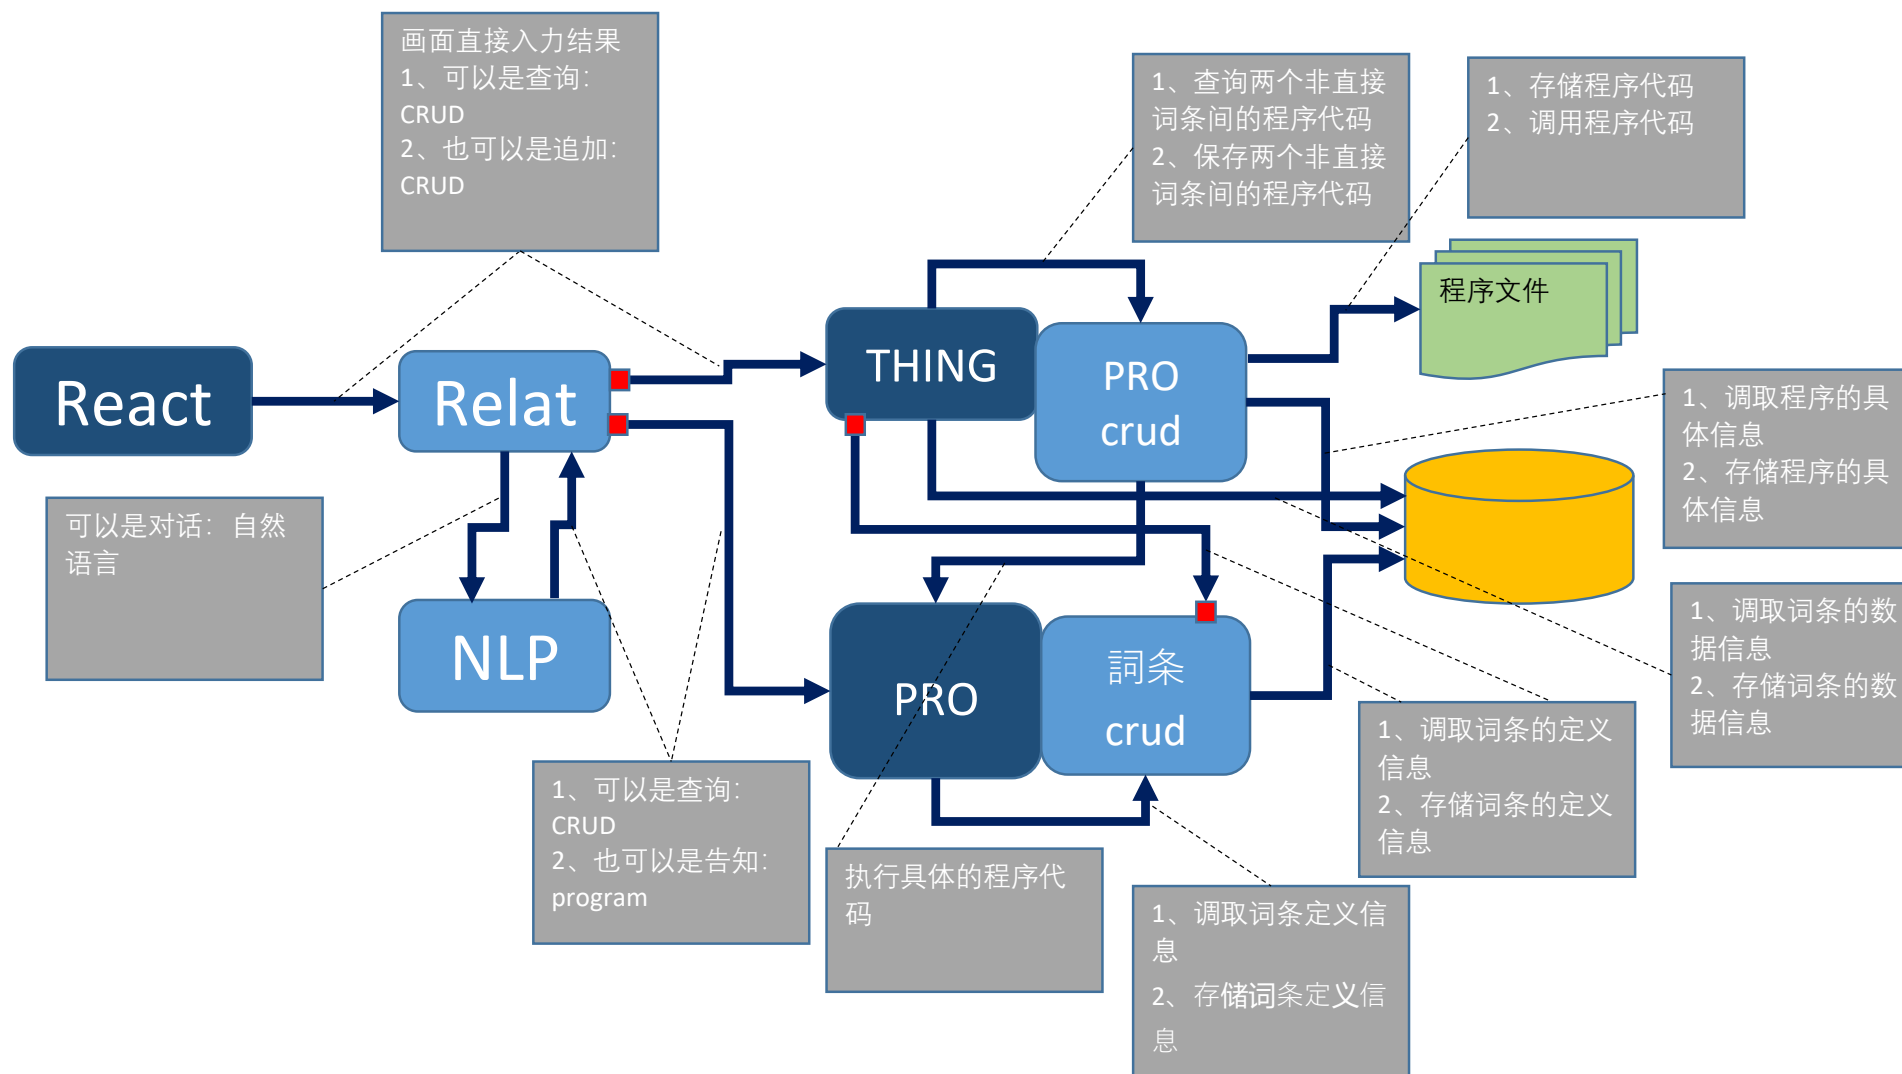 画面直接入力结果
1、可以是查询：
CRUD
2、也可以是追加：
CRUD
1、查询两个非直接
词条间的程序代码
2、保存两个非直接
词条间的程序代码
1、存储程序代码
2、调用程序代码
程序文件
React
Relat
THING
PRO
crud
1、调取程序的具
体信息
2、存储程序的具
体信息
可以是对话：自然
语言
NLP
PRO
詞条
crud
1、调取词条的数
据信息
2、存储词条的数
据信息
1、调取词条的定义
信息
2、存储词条的定义
信息
1、可以是查询：
CRUD
2、也可以是告知：
program
执行具体的程序代
码
1、调取词条定义信
息
2、存储词条定义信
息